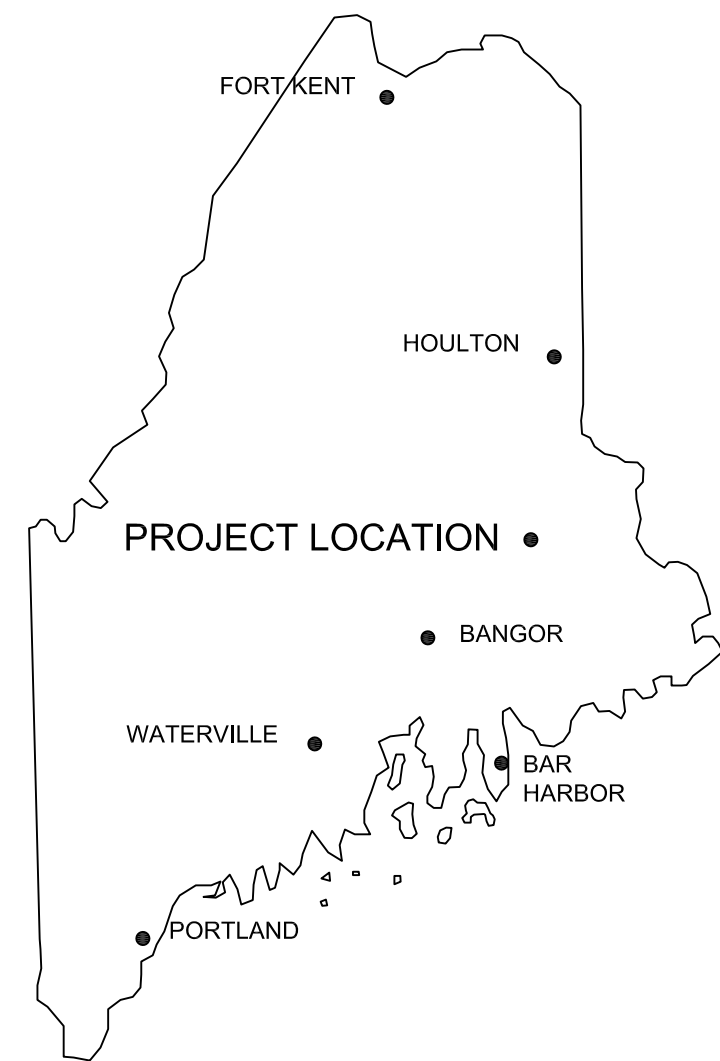 FORT KENT
HOULTON
PROJECT LOCATION
BANGOR
WATERVILLE
BAR
HARBOR
PORTLAND